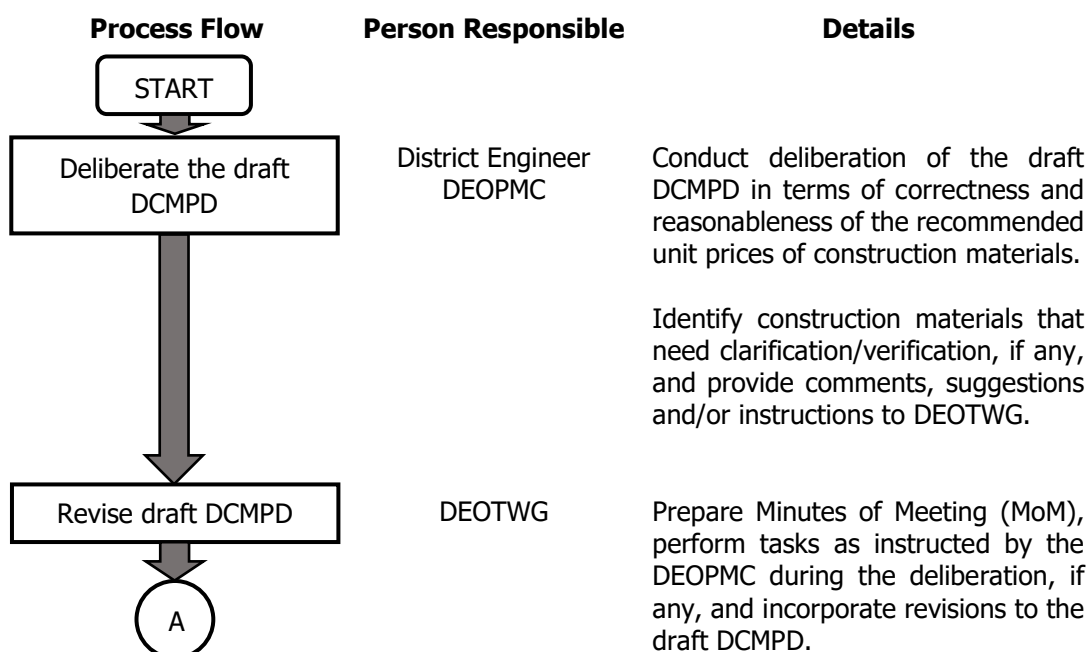 Process Flow Person Responsible Details
START
Deliberate the draft
DCMPD
District Engineer
DEOPMC
Conduct deliberation of the draft
DCMPD in terms of correctness and
reasonableness of the recommended
unit prices of construction materials.
Identify construction materials that
need clarification/verification, if any,
and provide comments, suggestions
and/or instructions to DEOTWG.
Revise draft DCMPD
DEOTWG
Prepare Minutes of Meeting (MoM),
perform tasks as instructed by the
DEOPMC during the deliberation, if
any, and incorporate revisions to the
draft DCMPD.
A